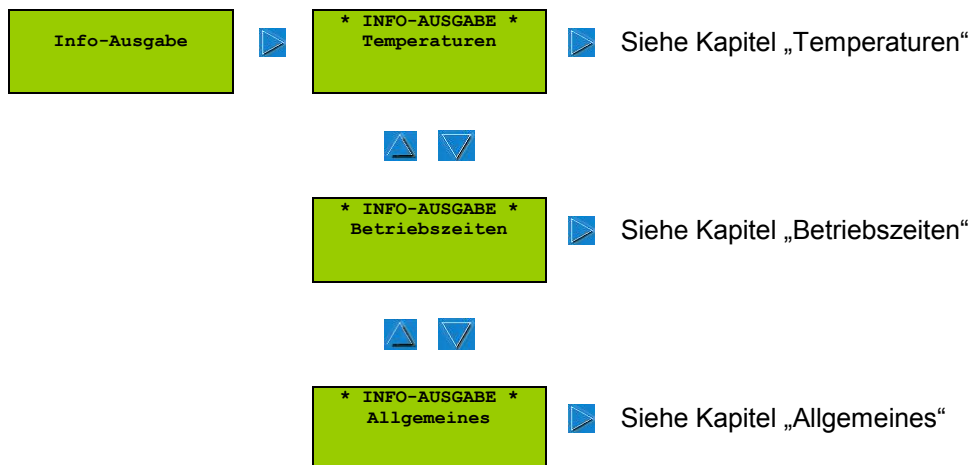 Info-Ausgabe
* INFO-AUSGABE *
Temperaturen
Siehe Kapitel „Temperaturen“
* INFO-AUSGABE *
Betriebszeiten
Siehe Kapitel „Betriebszeiten“
* INFO-AUSGABE *
Allgemeines
Siehe Kapitel „Allgemeines“